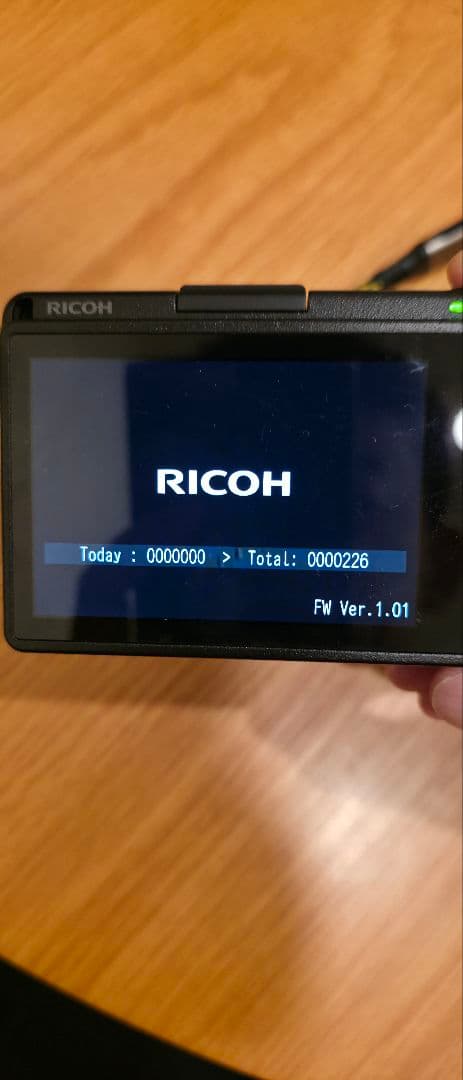 RICOH
RICOH
Today : 0000000 > Total: 0000226
FW Ver.1.01